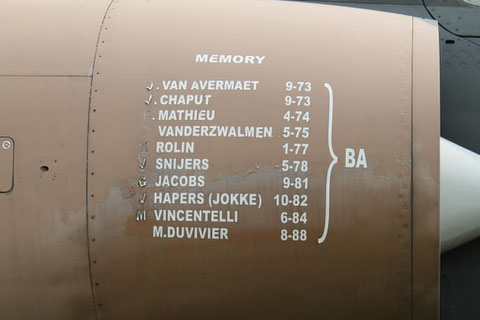 MEMORY
J. VAN AVERMAET 9-73
J. CHAPUT 9-73
MATHIEU 4-74
VANDERZWALMEN 5-75
ROLIN 1-77
SNIJERS 5-78
G JACOBS 9-81
J HAPERS (JOKKE) 10-82
M VINCENTELLI 6-84
M.DUVIVIER 8-88
BA